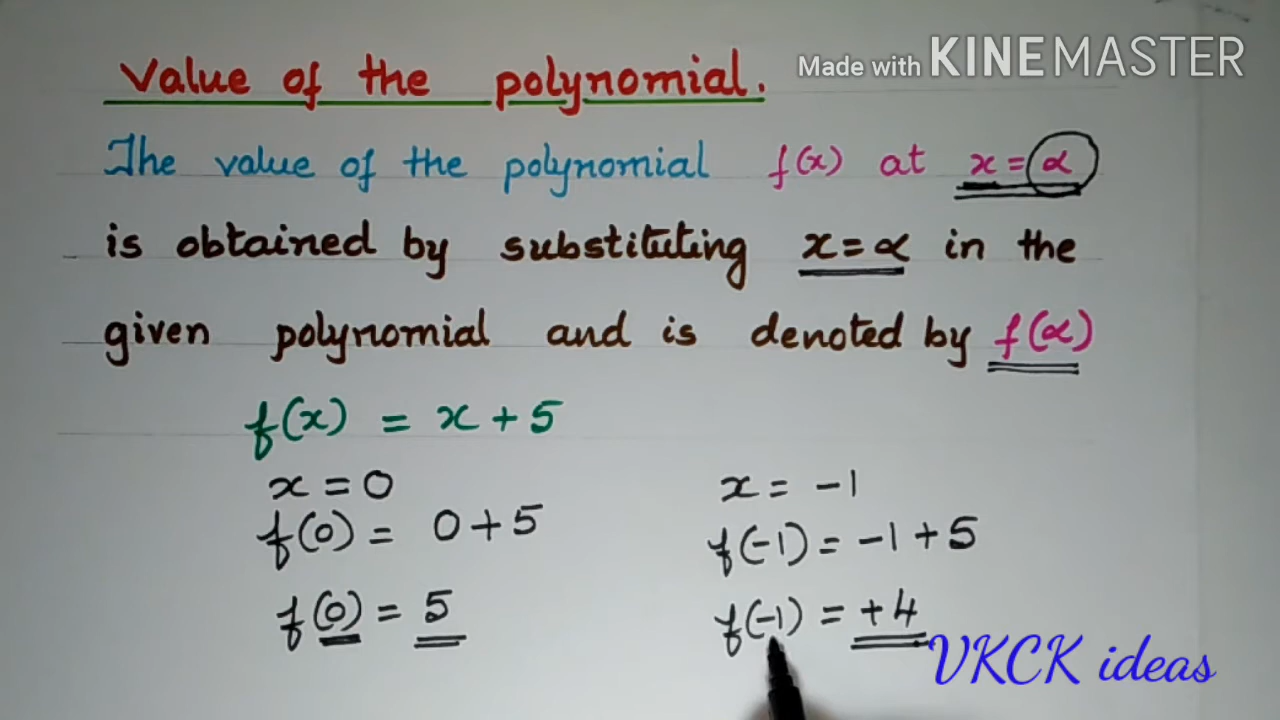 Made with KINEMASTER
Value of the polynomial.
The value of the polynomial f(x) at x = α
is obtained by substituting x = α in the
given polynomial and is denoted by f(α)
f(x) = x + 5
x = 0
f(0) = 0 + 5
f(0) = 5
x = -1
f(-1) = -1 + 5
f(-1) = +4
VKCK ideas